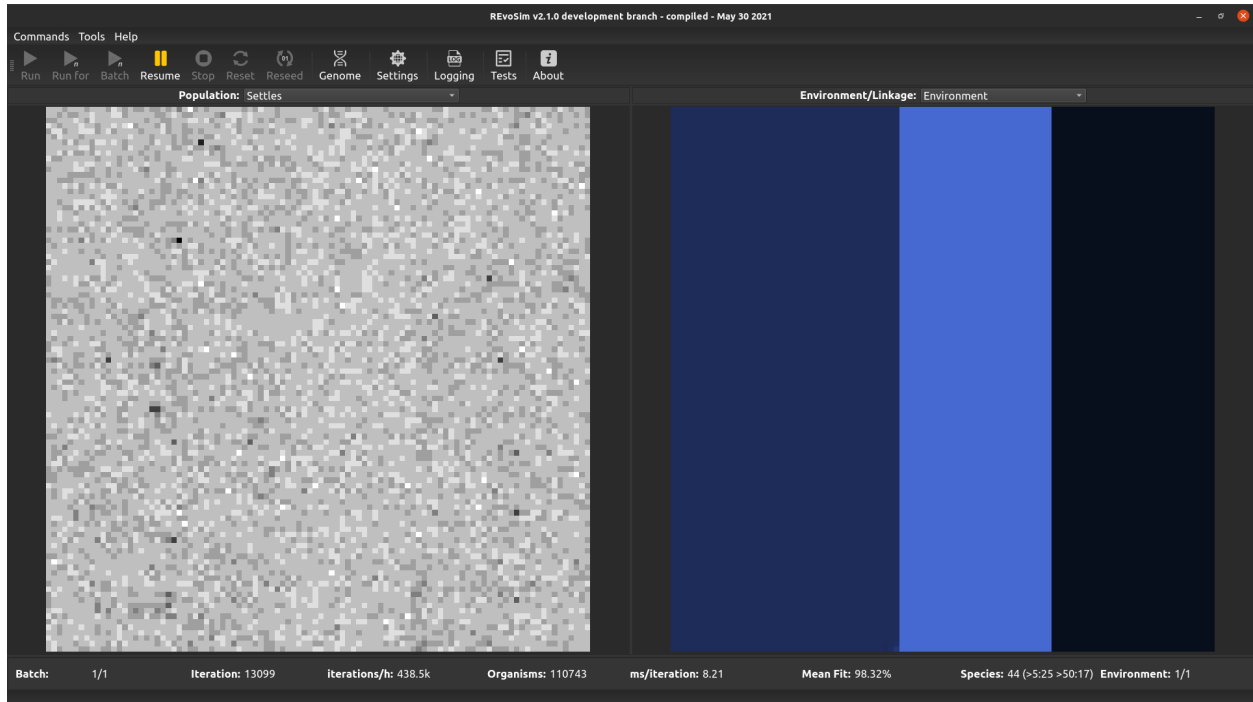 REvoSim v2.1.0 development branch - compiled - May 30 2021
Commands Tools Help
Run Run for Batch Resume Stop Reset Reseed Genome Settings Logging Tests About
Population: Settles Environment/Linkage: Environment
Batch: 1/1 Iteration: 13099 iterations/h: 438.5k Organisms: 110743 ms/iteration: 8.21 Mean Fit: 98.32% Species: 44 (>5:25 >50:17) Environment: 1/1